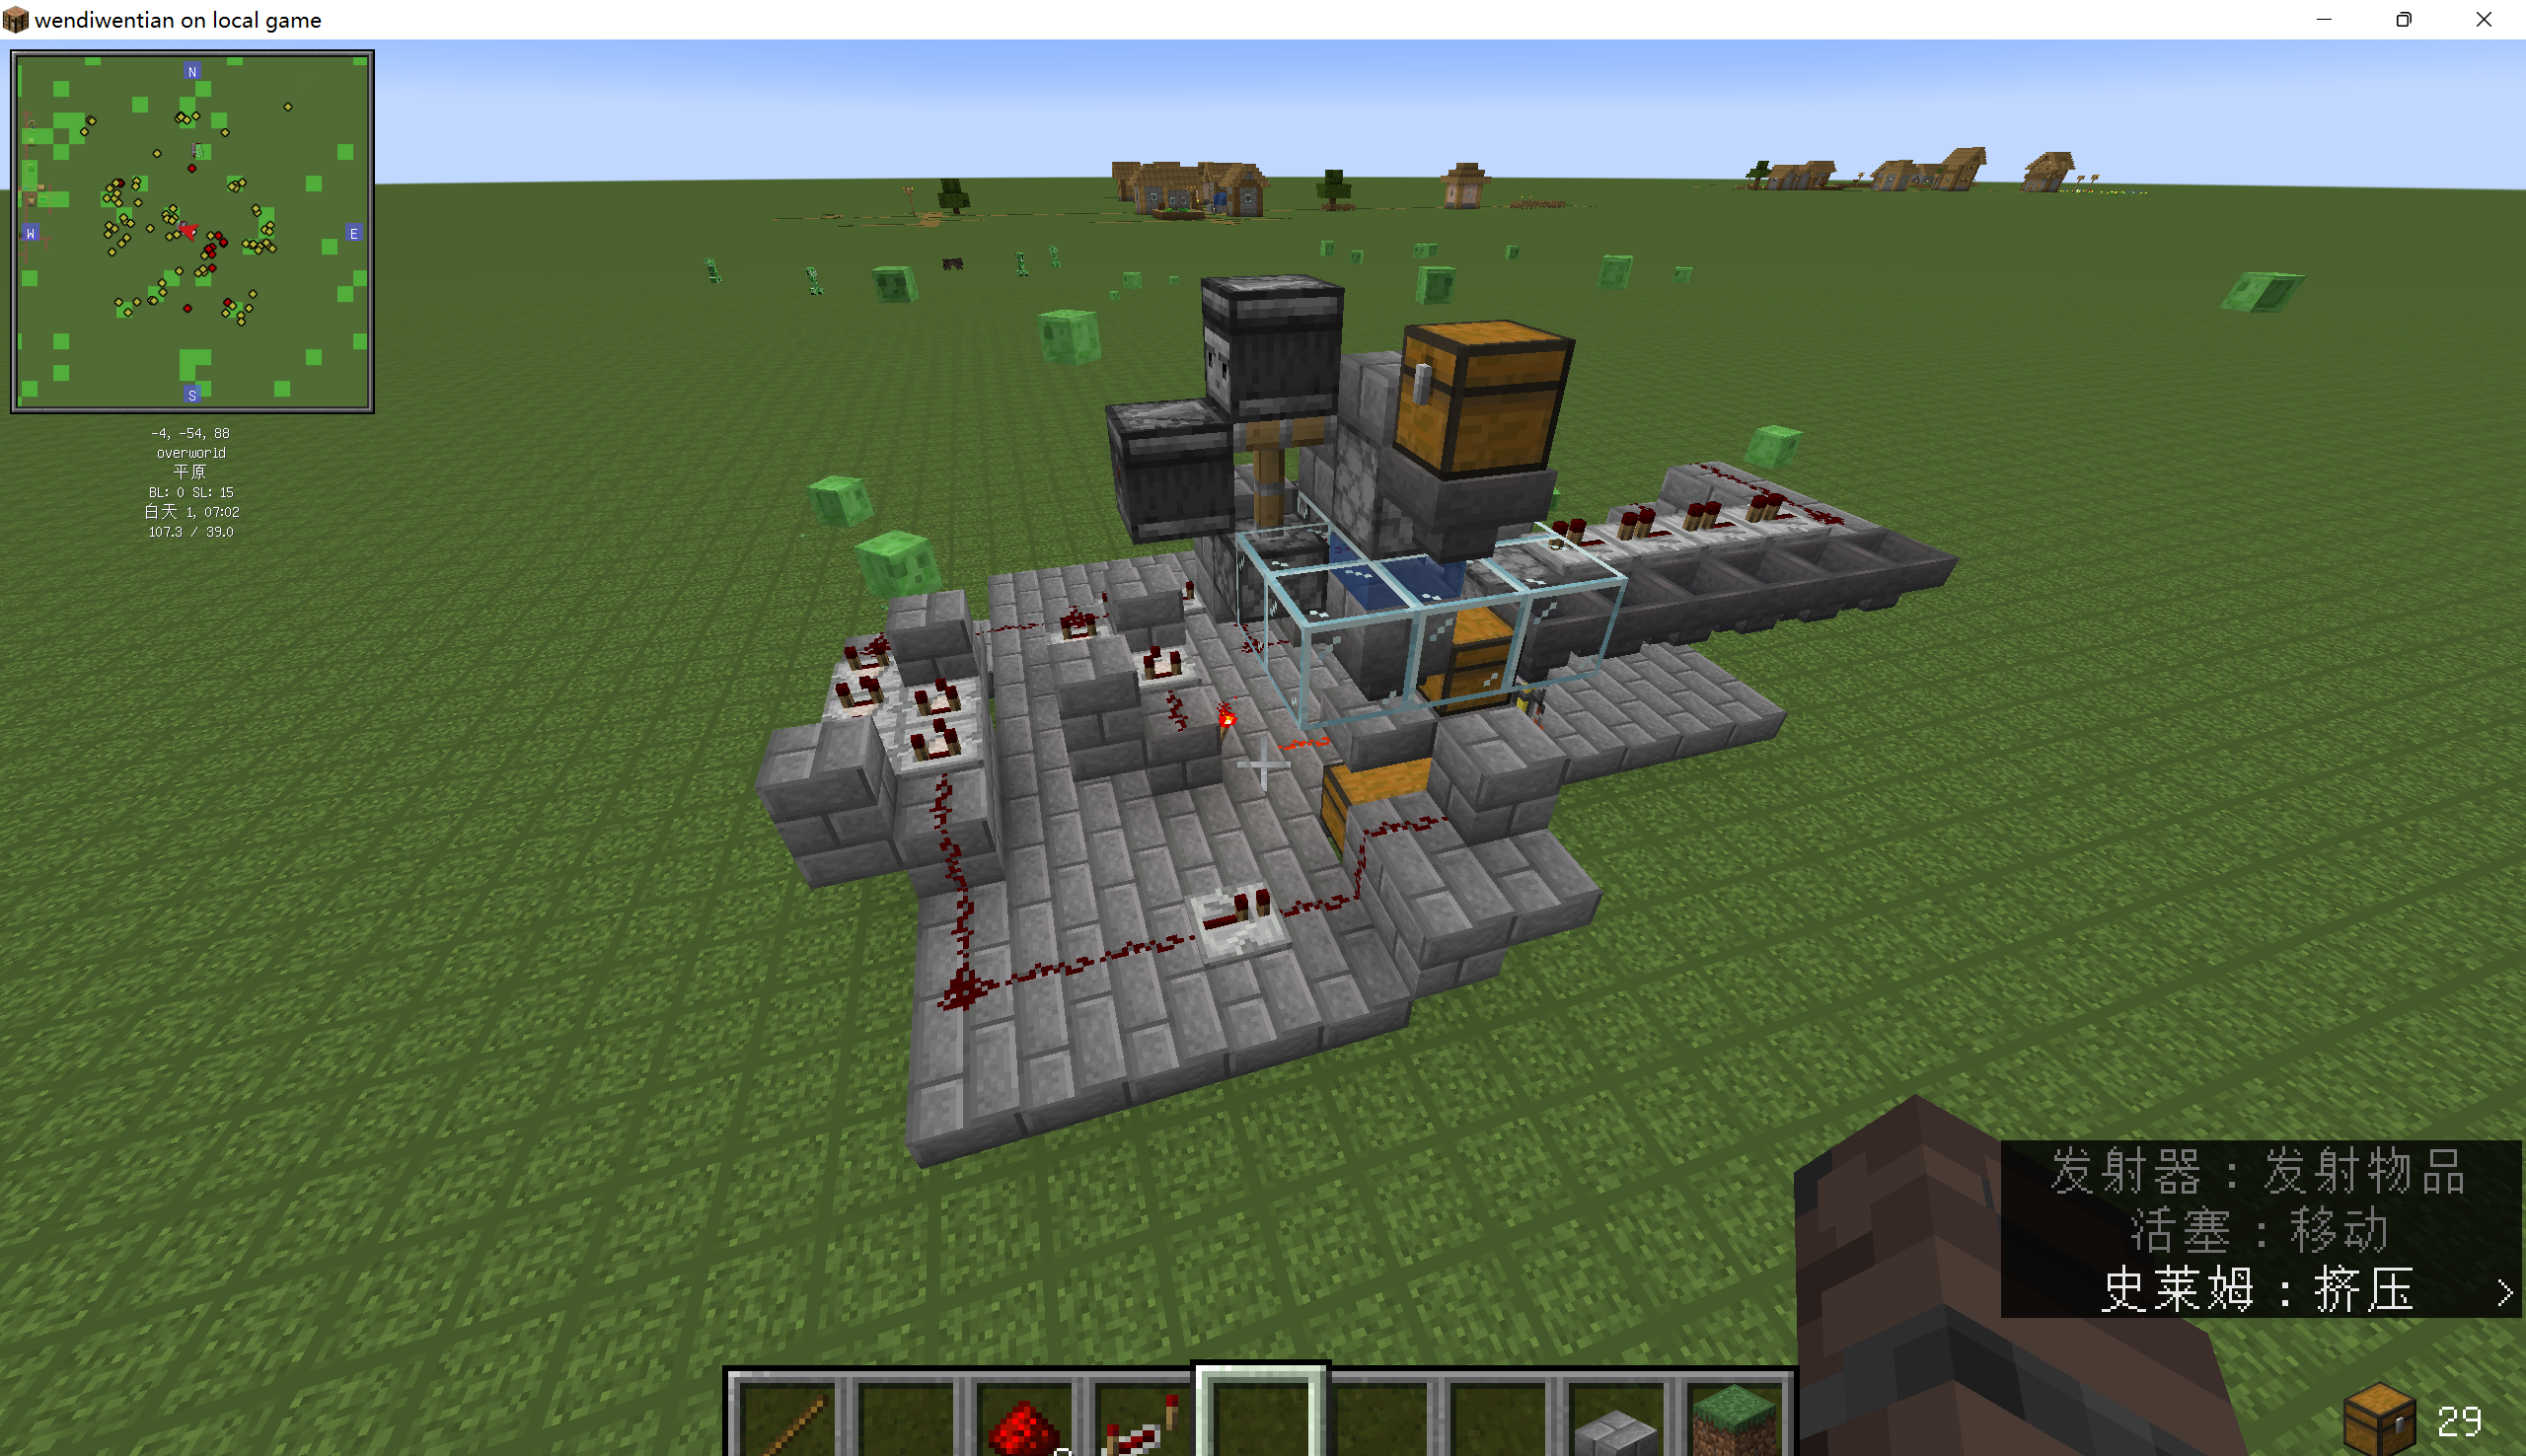 wendiwentian on local game
N
W
E
S
-4, -54, 88
overworld
平原
BL: 0 SL: 15
白天 1, 07:02
107.3 / 39.0
发射器：发射物品
活塞：移动
史莱姆：挤压 >
29